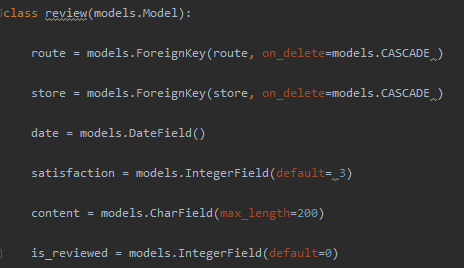 class review(models.Model):
route = models.ForeignKey(route, on_delete=models.CASCADE )
store = models.ForeignKey(store, on_delete=models.CASCADE )
date = models.DateField()
satisfaction = models.IntegerField(default= 3)
content = models.CharField(max_length=200)
is_reviewed = models.IntegerField(default=0)